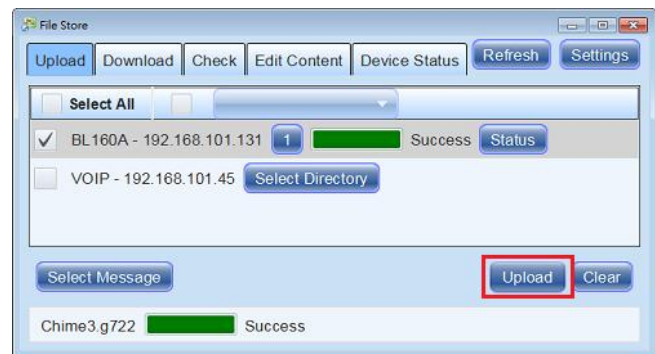 File Store
Upload Download Check Edit Content Device Status Refresh Settings
Select All
BL160A - 192.168.101.131 1 Success Status
VOIP - 192.168.101.45 Select Directory
Select Message Upload Clear
Chime3.g722 Success